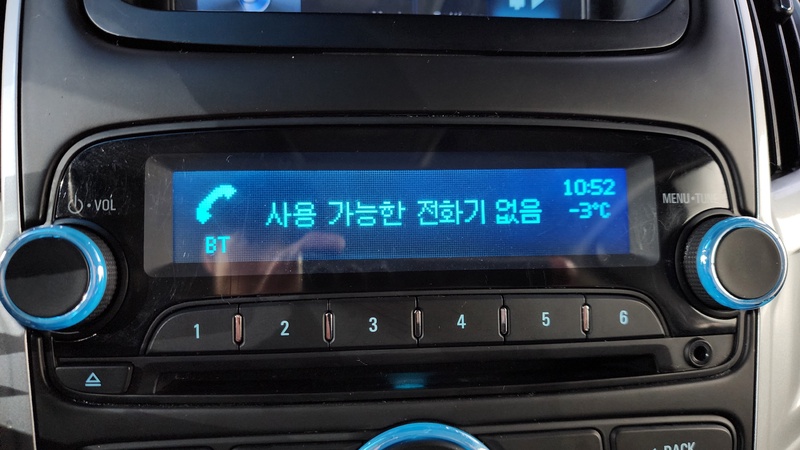 VOL
MENU•TUNE
10:52
사용 가능한 전화기 없음
-3°C
BT
1 2 3 4 5 6
BACK